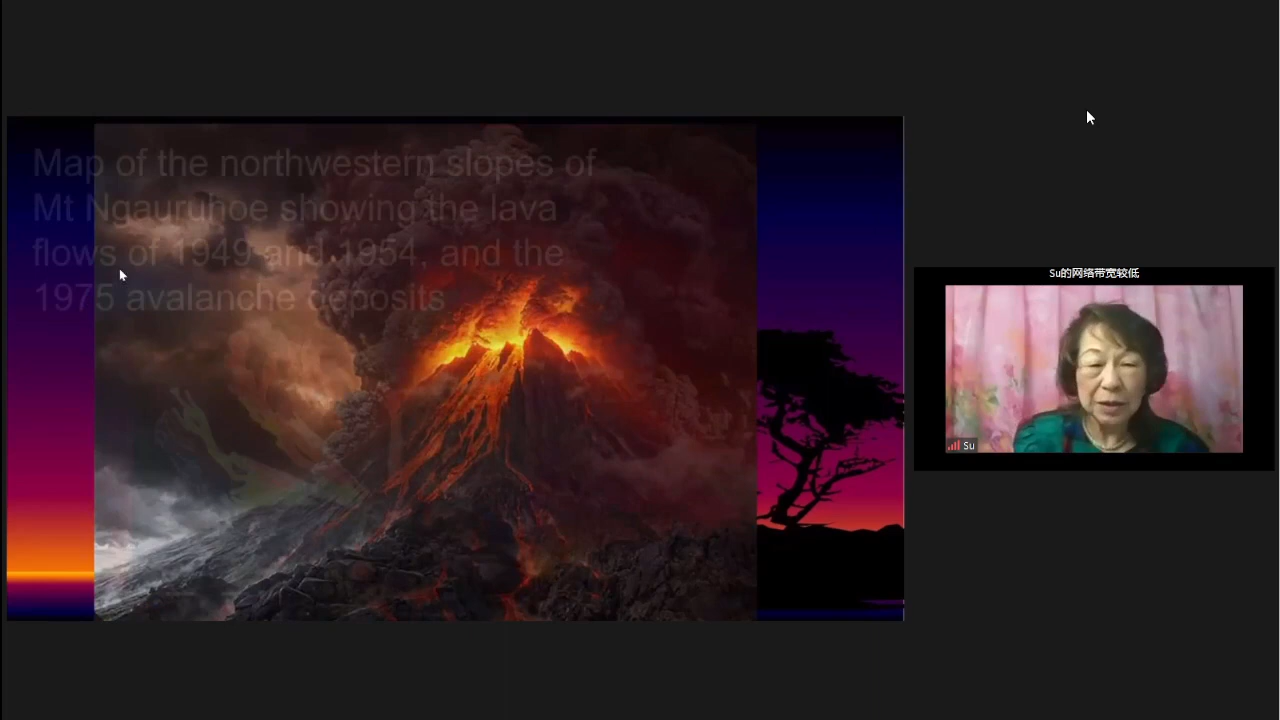 Map of the northwestern slopes of
Mt Ngauruhoe showing the lava
flows of 1949 and 1954, and the
1975 avalanche deposits
Su的网络带宽较低
Su